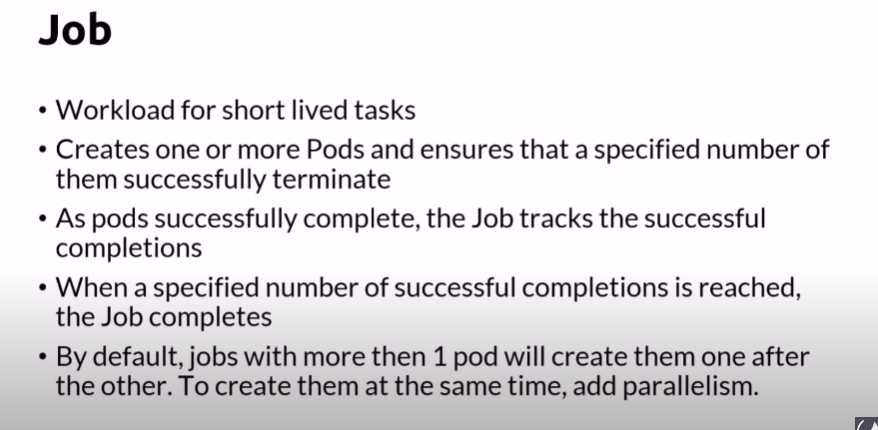 Job
• Workload for short lived tasks
• Creates one or more Pods and ensures that a specified number of
them successfully terminate
• As pods successfully complete, the Job tracks the successful
completions
• When a specified number of successful completions is reached,
the Job completes
• By default, jobs with more then 1 pod will create them one after
the other. To create them at the same time, add parallelism.